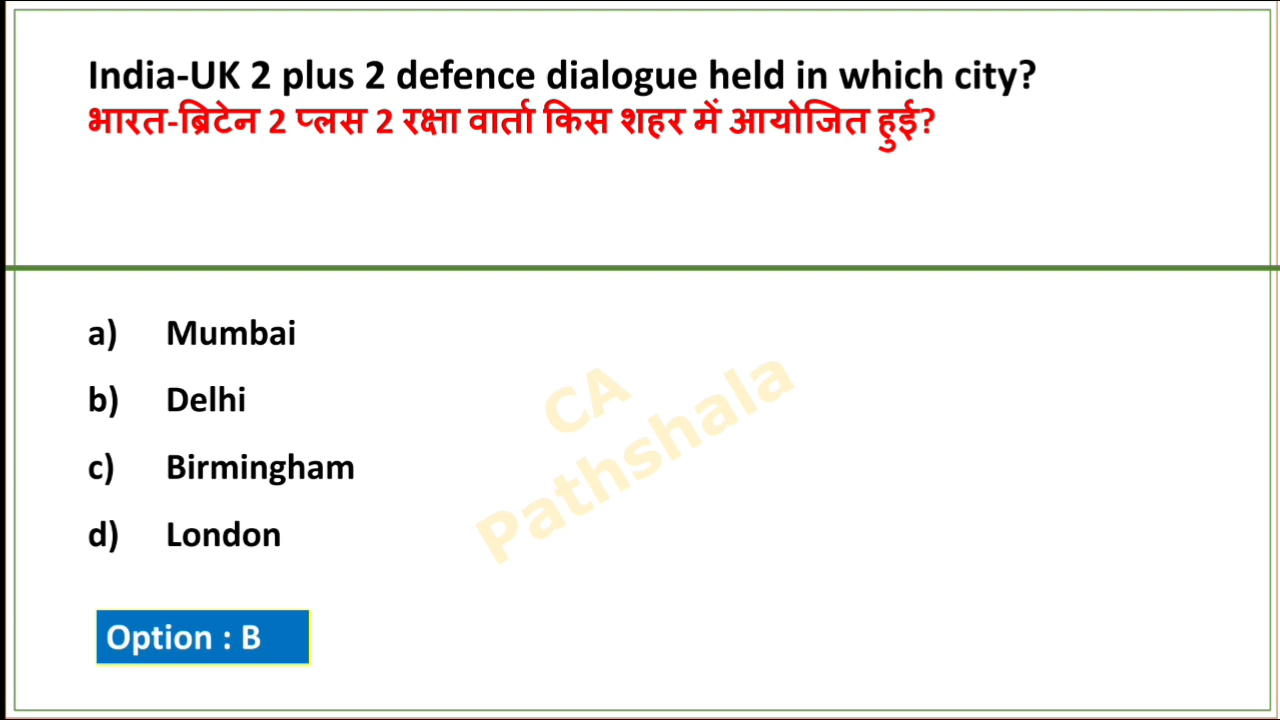 India-UK 2 plus 2 defence dialogue held in which city?
भारत-ब्रिटेन 2 प्लस 2 रक्षा वार्ता किस शहर में आयोजित हुई?
a) Mumbai
b) Delhi
c) Birmingham
d) London
CA
Pathshala
Option : B